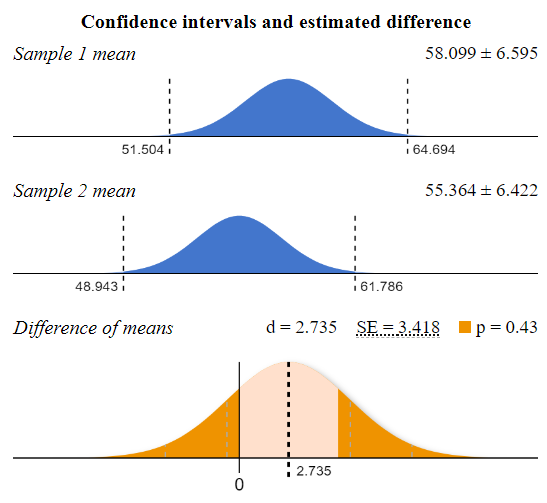 Confidence intervals and estimated difference
Sample 1 mean 58.099 ± 6.595
51.504 64.694
Sample 2 mean 55.364 ± 6.422
48.943 61.786
Difference of means d = 2.735 SE = 3.418 p = 0.43
2.735
0